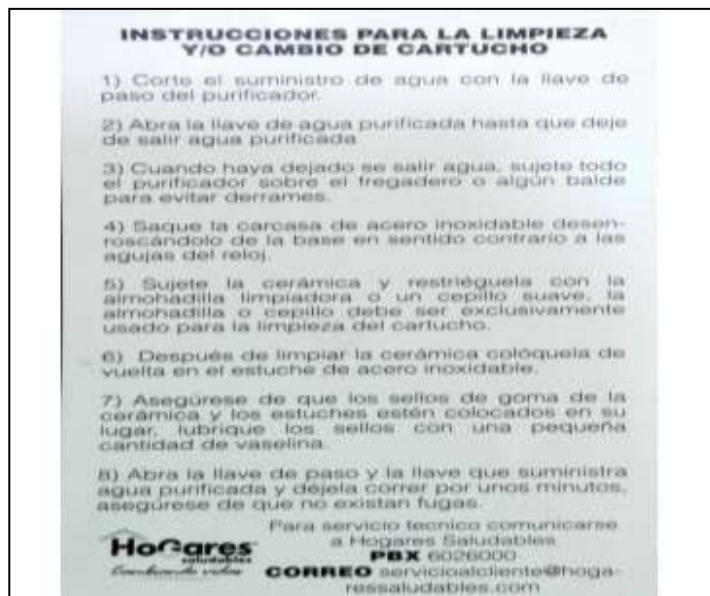 INSTRUCCIONES PARA LA LIMPIEZA
Y/O CAMBIO DE CARTUCHO
1) Corte el suministro de agua con la llave de
paso del purificador.
2) Abra la llave de agua purificada hasta que deje
de salir agua purificada
3) Cuando haya dejado se salir agua, sujete todo
el purificador sobre el fregadero o algún balde
para evitar derrames.
4) Saque la carcasa de acero inoxidable desen-
roscándolo de la base en sentido contrario a las
agujas del reloj.
5) Sujete la cerámica y restriéguela con la
almohadilla limpiadora o un cepillo suave, la
almohadilla o cepillo debe ser exclusivamente
usado para la limpieza del cartucho.
6) Después de limpiar la cerámica colóquela de
vuelta en el estuche de acero inoxidable.
7) Asegúrese de que los sellos de goma de la
cerámica y los estuches estén colocados en su
lugar, lubrique los sellos con una pequeña
cantidad de vaselina.
8) Abra la llave de paso y la llave que suministra
agua purificada y déjela correr por unos minutos,
asegúrese de que no existan fugas.
Para servicio tecnico comunicarse
a Hogares Saludables
PBX 6026000
CORREO servicioalcliente@hoga-
ressaludables.com
HoGares
saludables
Cambiando vidas